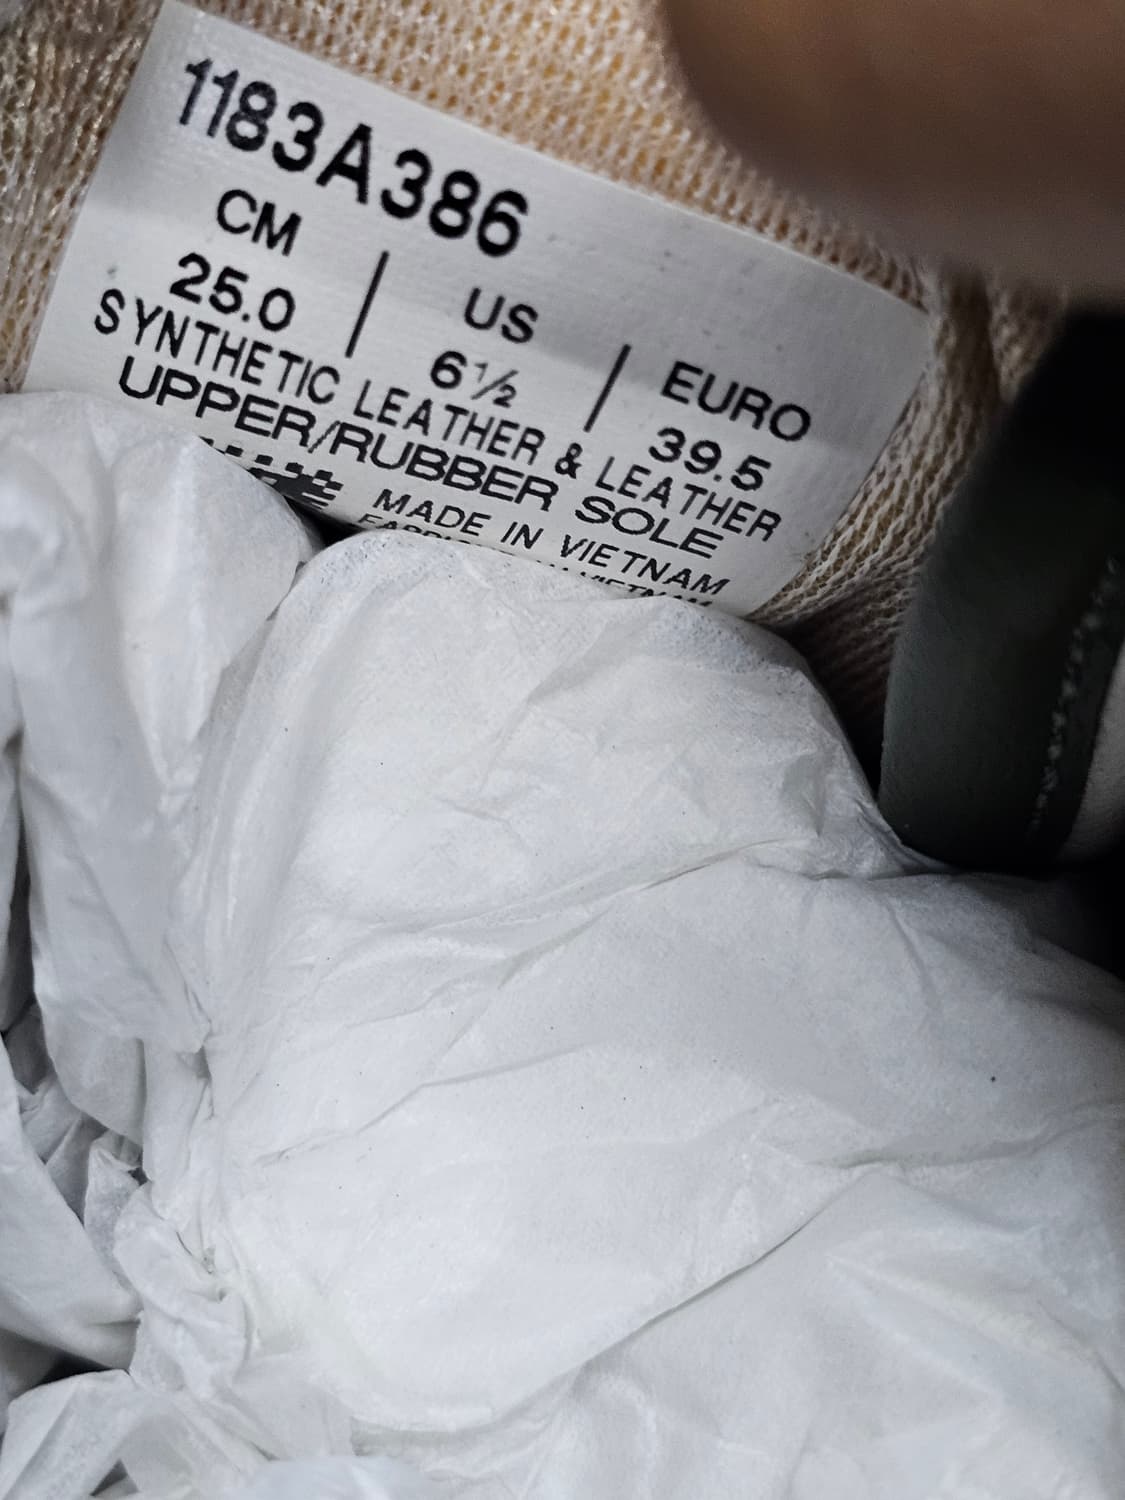 1183A386
CM | US | EURO
25.0 | 6½ | 39.5
SYNTHETIC LEATHER & LEATHER
UPPER/RUBBER SOLE
MADE IN VIETNAM
VIETNAM